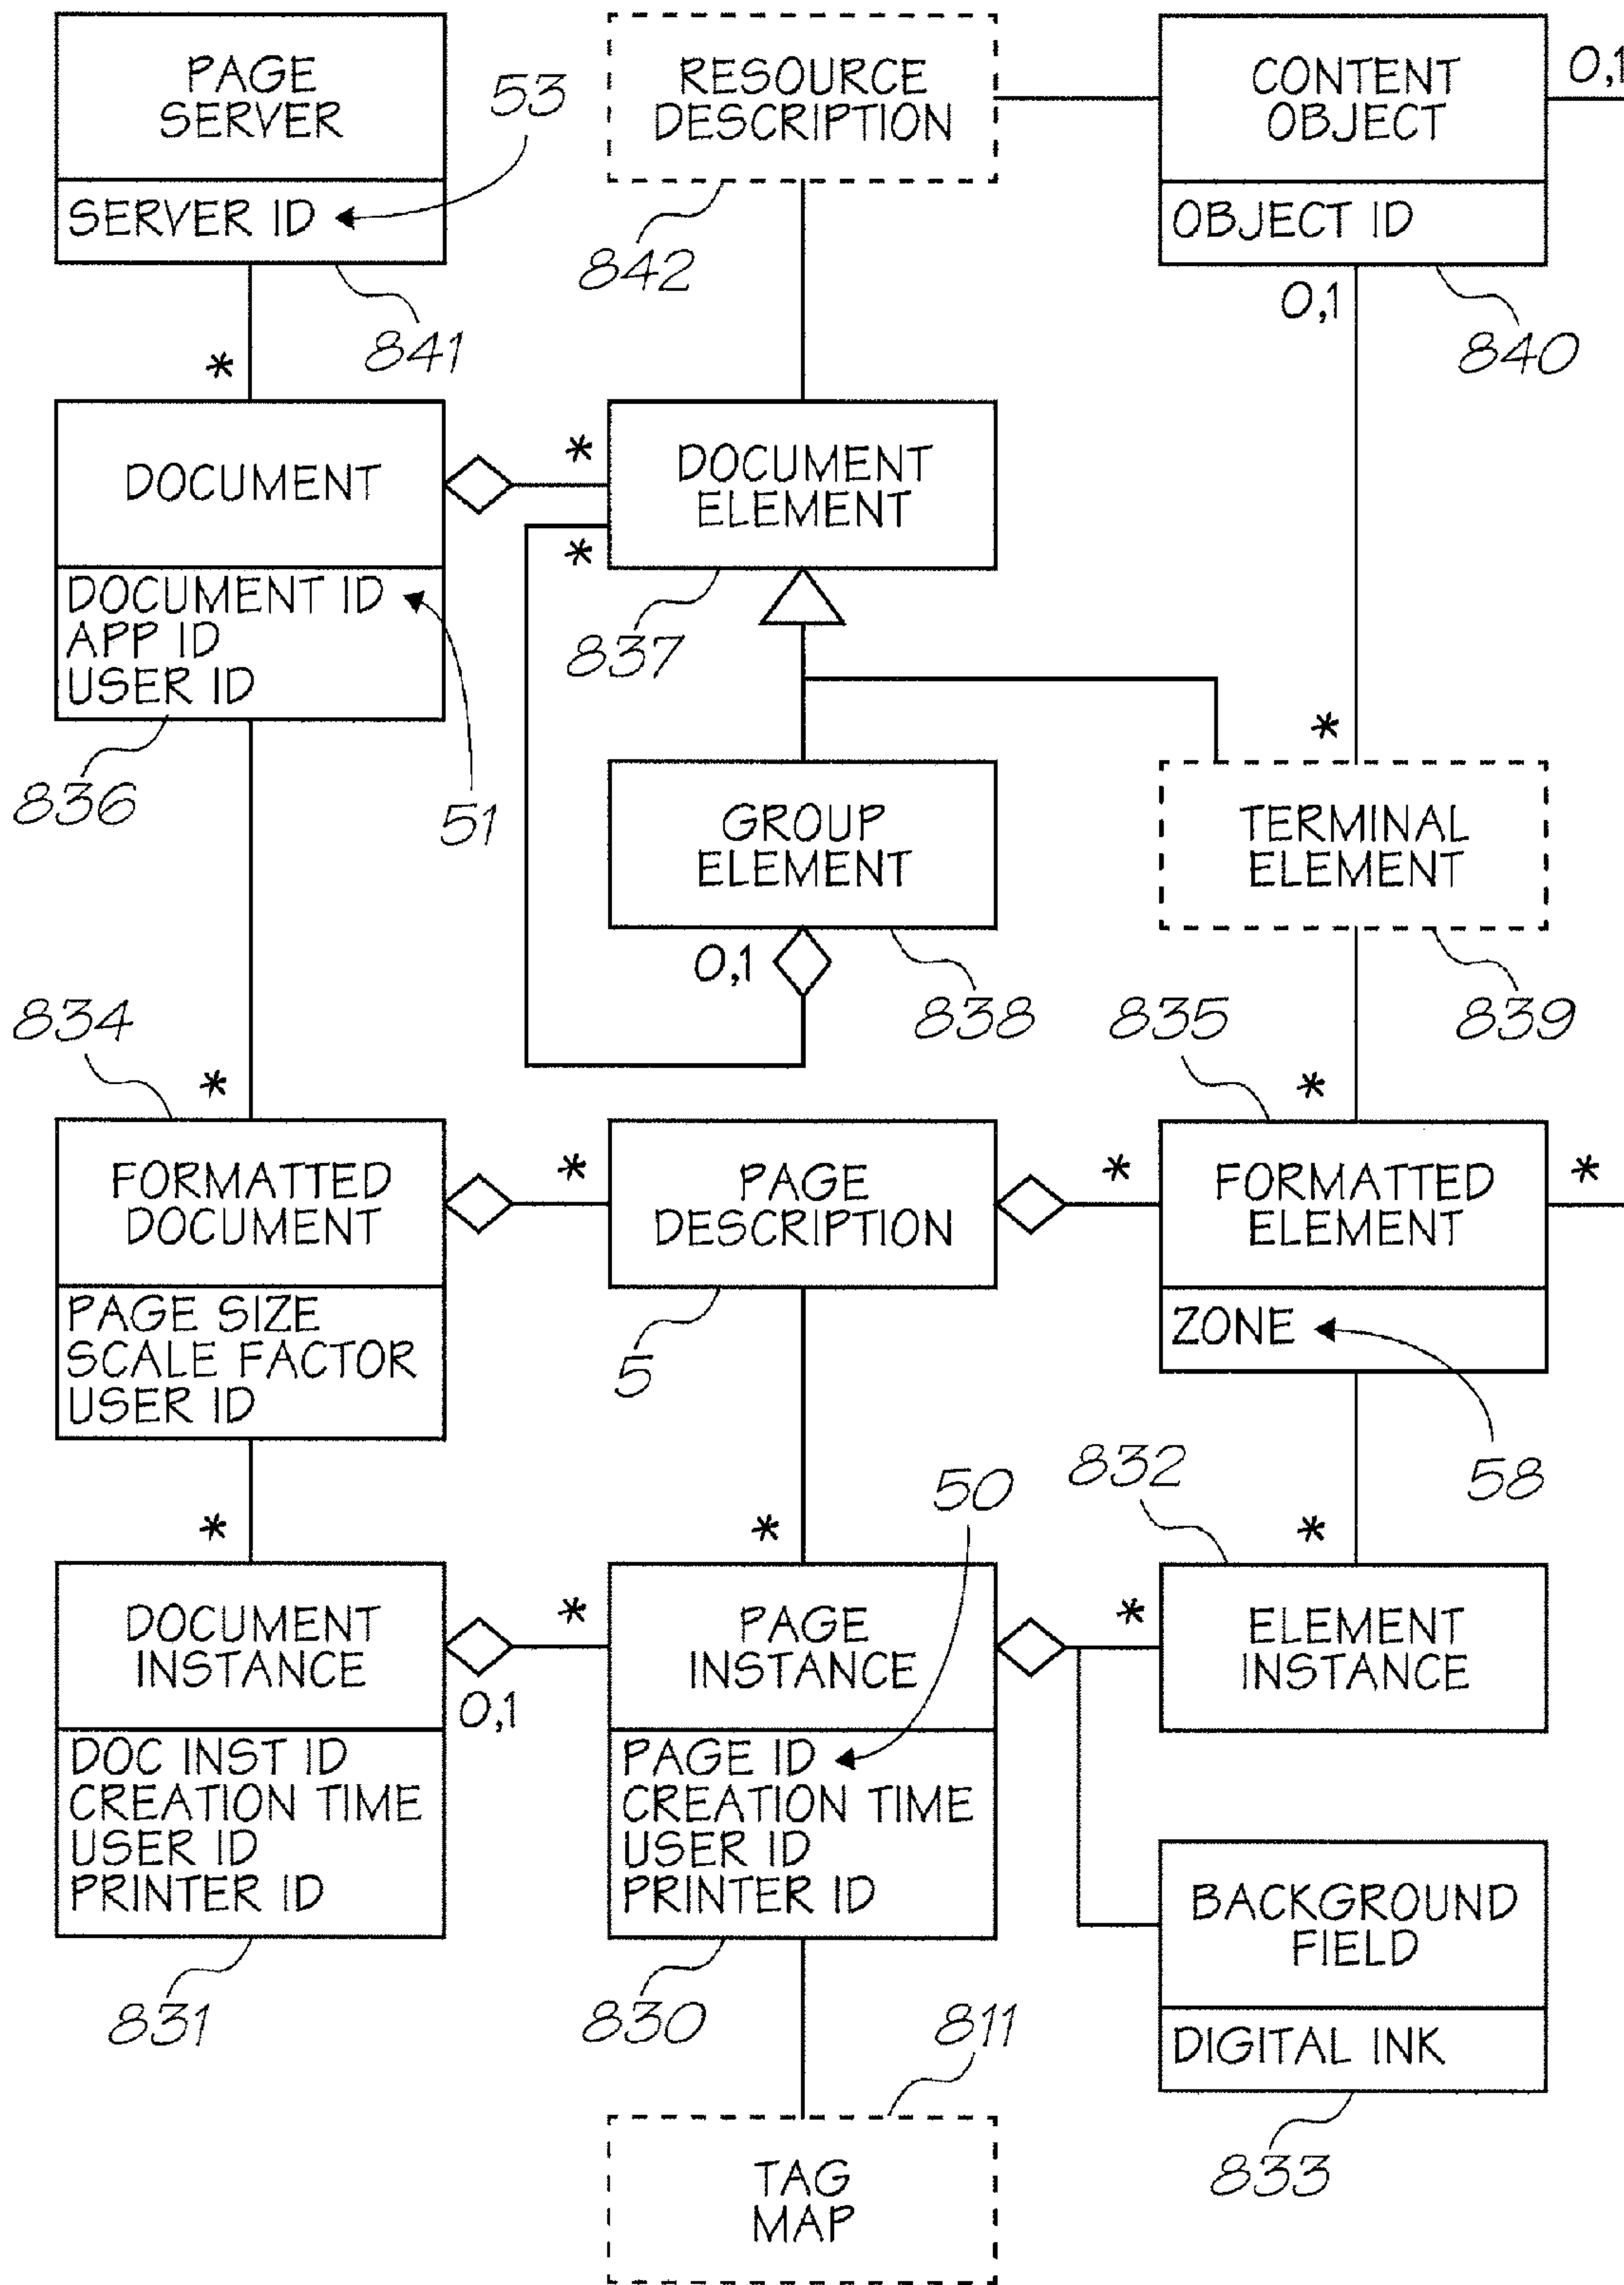 PAGE
SERVER
SERVER ID
53
841
RESOURCE
DESCRIPTION
842
CONTENT
OBJECT
OBJECT ID
0,1
0,1
840
*
DOCUMENT
DOCUMENT ID
APP ID
USER ID
836
51
*
*
DOCUMENT
ELEMENT
837
GROUP
ELEMENT
0,1
838
*
TERMINAL
ELEMENT
839
834
*
FORMATTED
DOCUMENT
PAGE SIZE
SCALE FACTOR
USER ID
*
PAGE
DESCRIPTION
5
835
*
*
FORMATTED
ELEMENT
*
ZONE
58
*
DOCUMENT
INSTANCE
0,1
DOC INST ID
CREATION TIME
USER ID
PRINTER ID
831
*
*
50
PAGE
INSTANCE
PAGE ID
CREATION TIME
USER ID
PRINTER ID
830
832
*
*
ELEMENT
INSTANCE
BACKGROUND
FIELD
DIGITAL INK
833
811
TAG
MAP